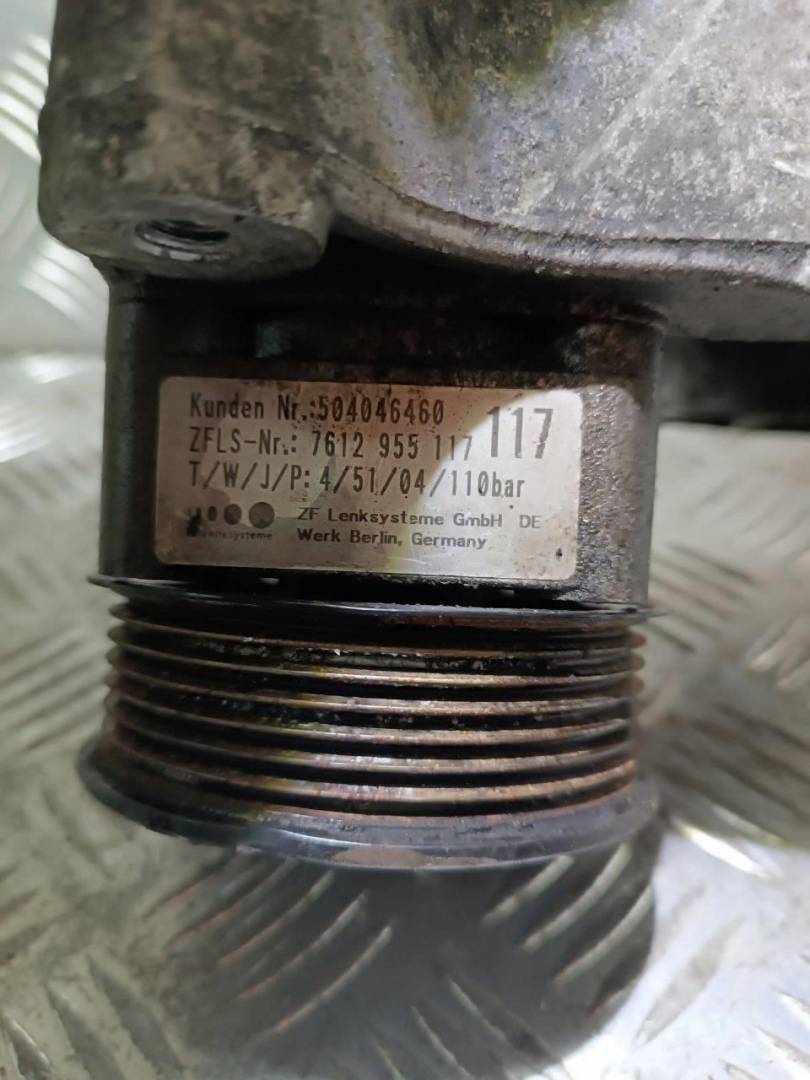 Kunden Nr.:504046460
ZFLS-Nr.: 7612 955 117 117
T/W/J/P: 4/51/04/110bar
ZF Lenksysteme GmbH DE
Werk Berlin, Germany